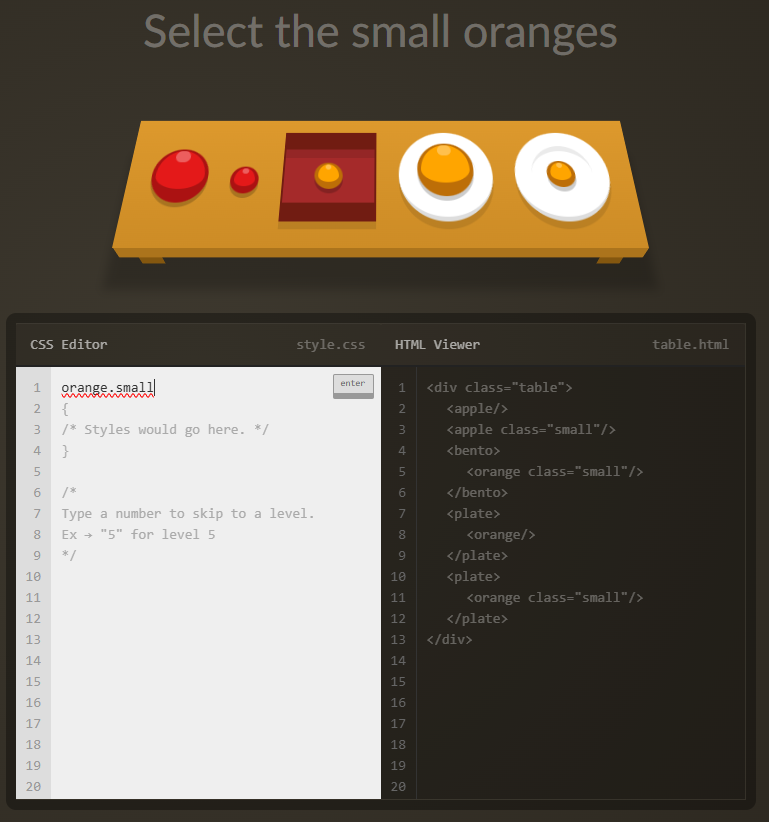 Select the small oranges
CSS Editor
style.css
HTML Viewer
table.html
1 orange.small
enter
2 {
3 /* Styles would go here. */
4 }
5
6 /*
7 Type a number to skip to a level.
8 Ex → "5" for level 5
9 */
10
11
12
13
14
15
16
17
18
19
20
1 <div class="table">
2 <apple/>
3 <apple class="small"/>
4 <bento>
5 <orange class="small"/>
6 </bento>
7 <plate>
8 <orange/>
9 </plate>
10 <plate>
11 <orange class="small"/>
12 </plate>
13 </div>
14
15
16
17
18
19
20